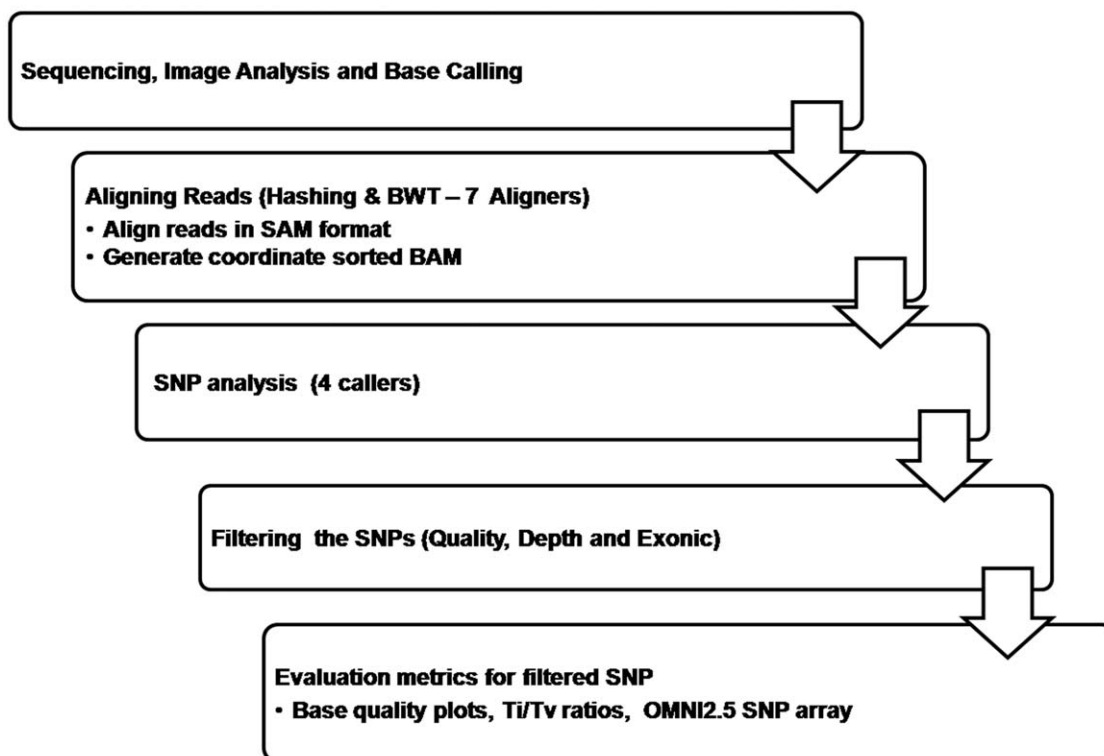 Sequencing, Image Analysis and Base Calling
Aligning Reads (Hashing & BWT – 7 Aligners)
• Align reads in SAM format
• Generate coordinate sorted BAM
SNP analysis (4 callers)
Filtering the SNPs (Quality, Depth and Exonic)
Evaluation metrics for filtered SNP
• Base quality plots, Ti/Tv ratios, OMNI2.5 SNP array